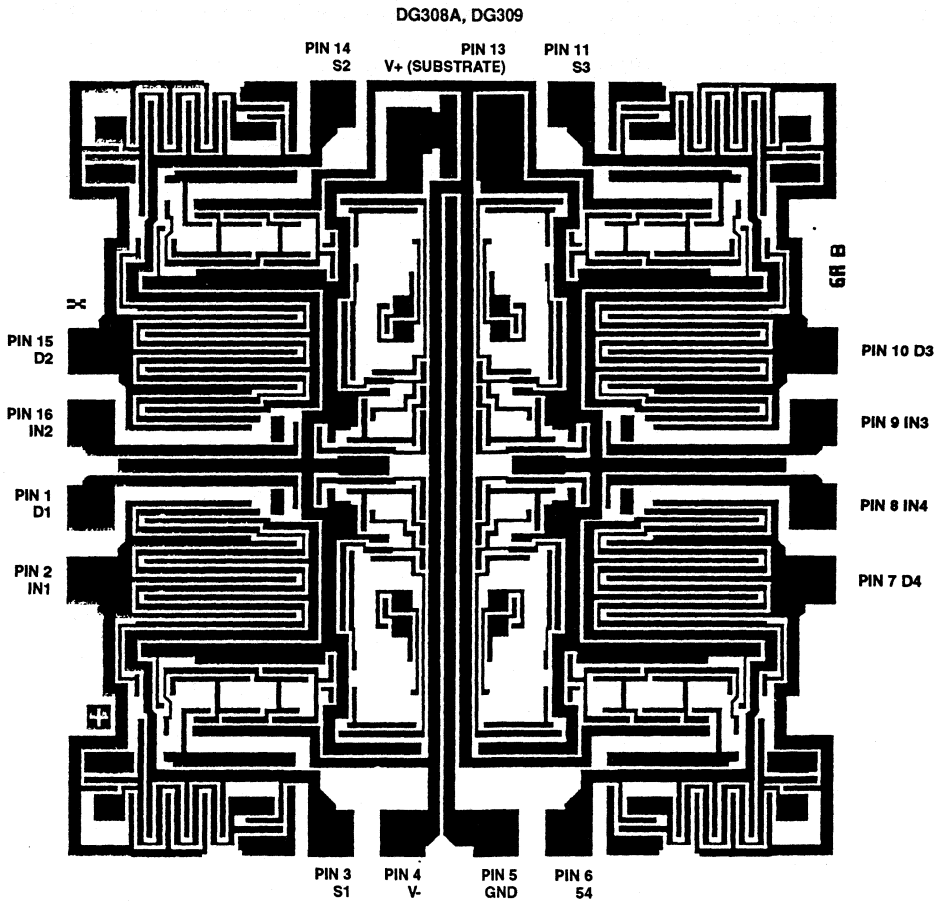 DG308A, DG309
PIN 14
S2
PIN 13
V+ (SUBSTRATE)
PIN 11
S3
6A B
PIN 15
D2
PIN 10 D3
PIN 16
IN2
PIN 9 IN3
PIN 1
D1
PIN 8 IN4
PIN 2
IN1
PIN 7 D4
PIN 3
S1
PIN 4
V-
PIN 5
GND
PIN 6
54